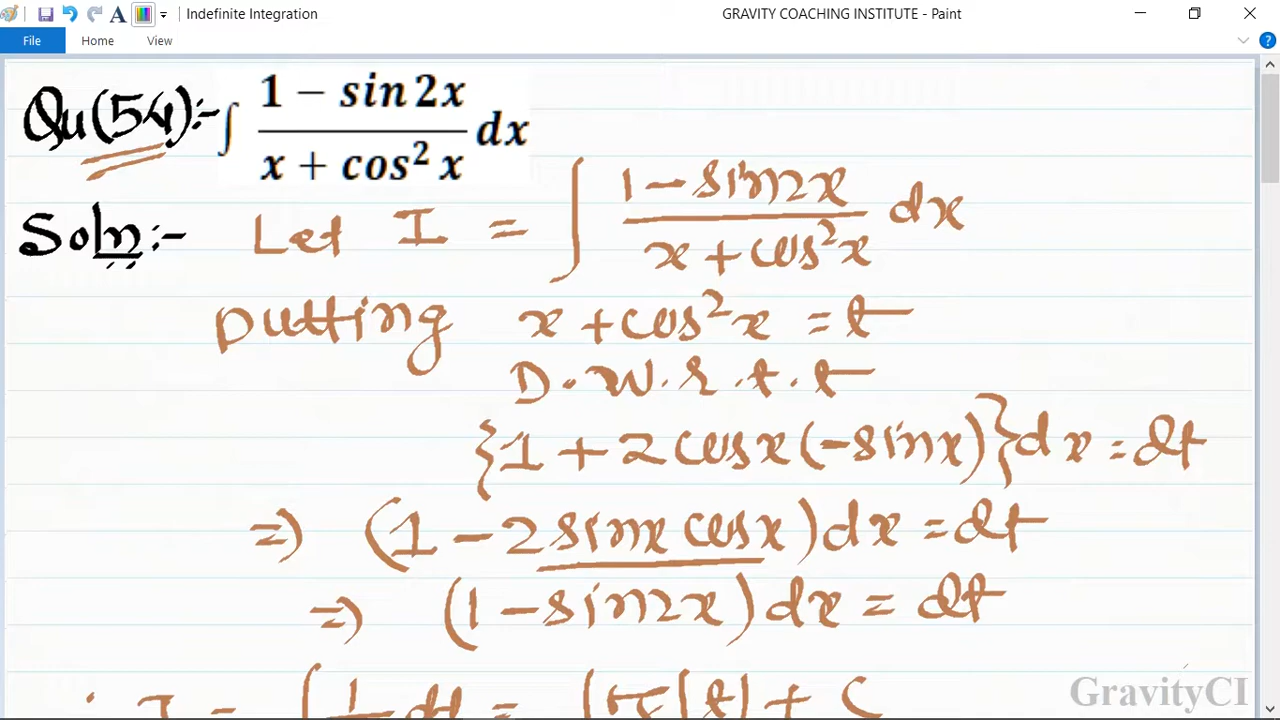 Indefinite Integration
GRAVITY COACHING INSTITUTE - Paint
File Home View
Qu(54):- ∫ (1 − sin 2x)/(x + cos² x) dx
Soln:- Let I = ∫ (1 - sin2x)/(x + cos²x) dx
putting x + cos²x = t
D.W.r.t.t
{1 + 2cosx(-sinx)}dx = dt
=) (1 - 2sinx cosx)dx = dt
=) (1 - sin2x)dx = dt
I = ∫ 1/t dt = |t| + C
GravityCI